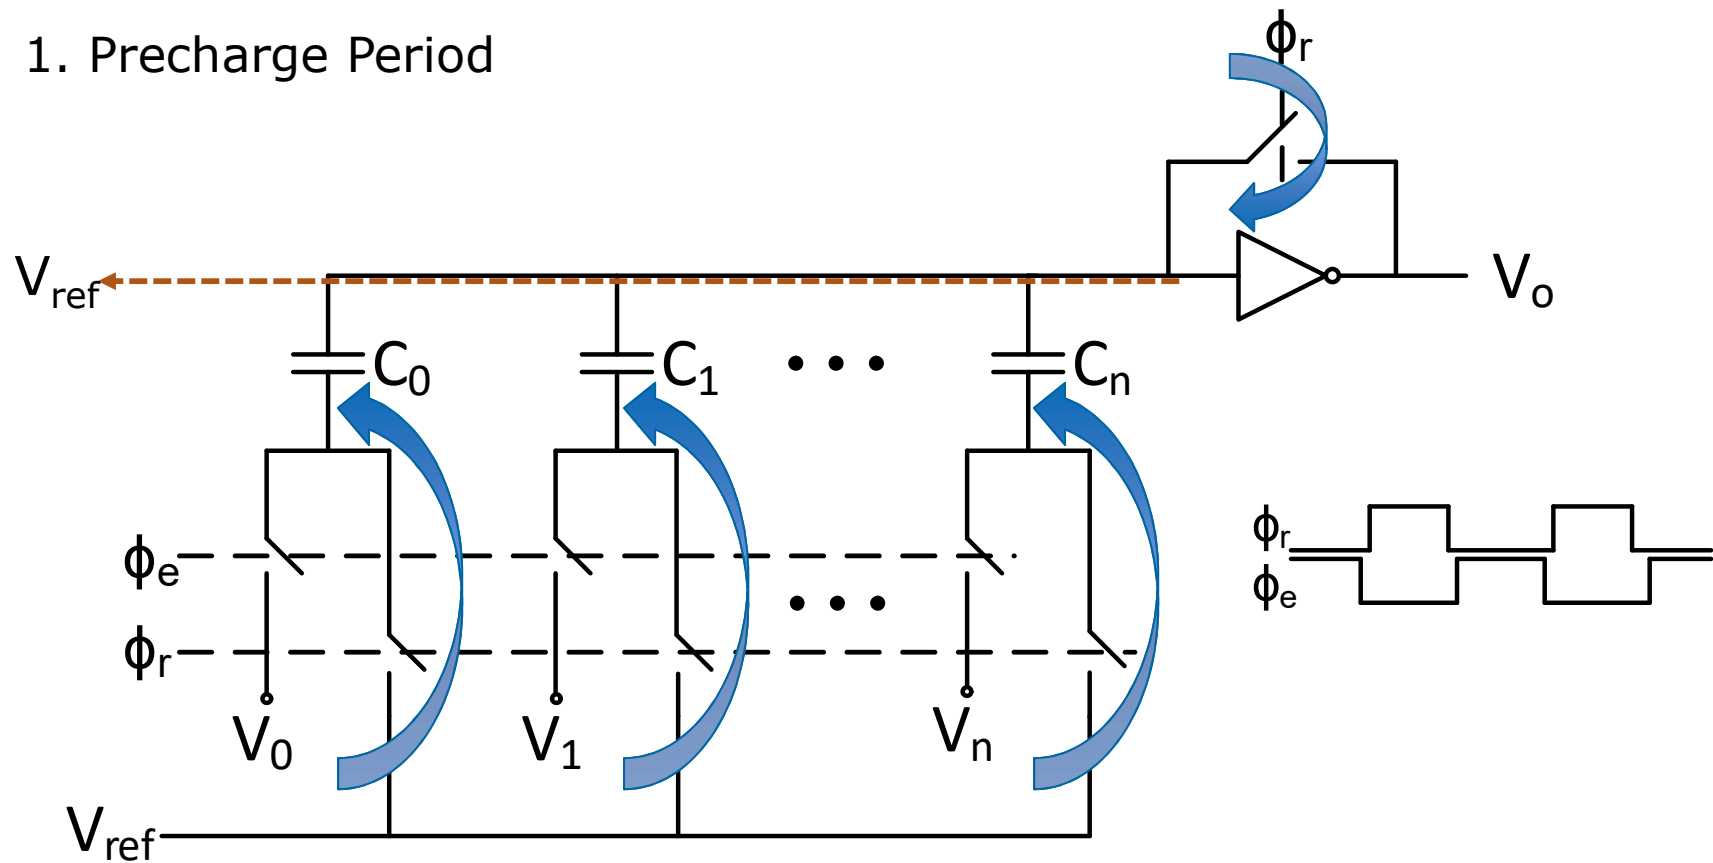 1. Precharge Period
ϕr
Vref
Vo
C0
C1
• • •
Cn
ϕe
• • •
ϕr
ϕr
ϕe
V0
V1
Vn
Vref